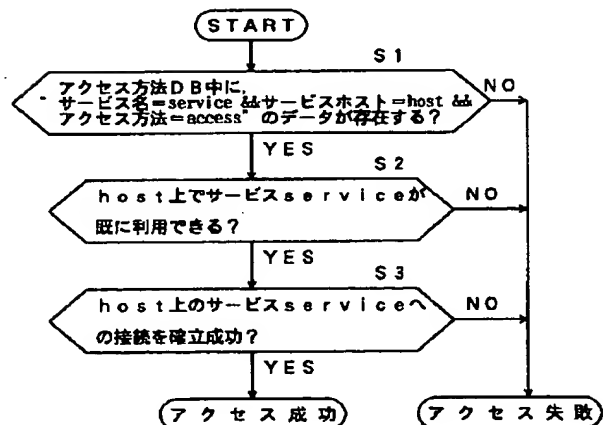 START
S1
アクセス方法DB中に,
"サービス名=service &&サービスホスト=host &&
アクセス方法=access" のデータが存在する?
NO
YES
S2
host上でサービスserviceが
既に利用できる?
NO
YES
S3
host上のサービスserviceへ
の接続を確立成功?
NO
YES
アクセス成功
アクセス失敗